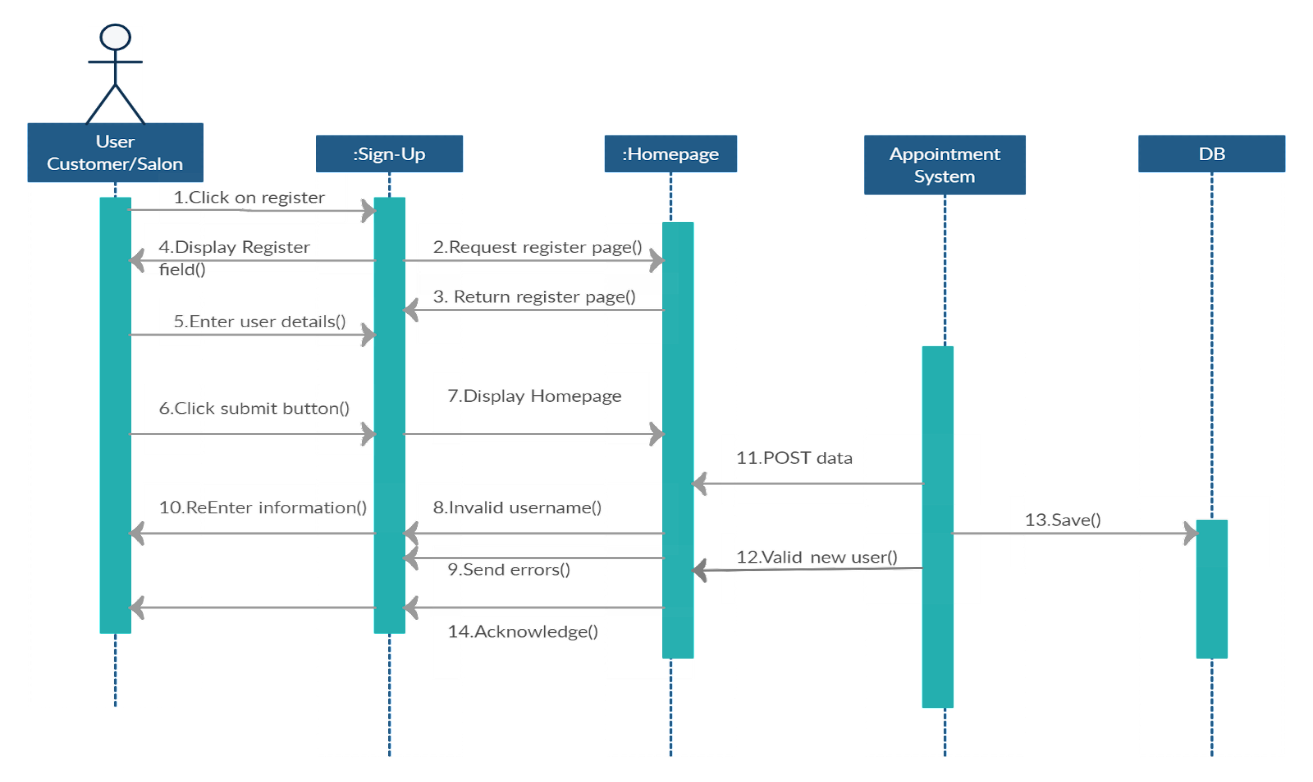 User
Customer/Salon
:Sign-Up
:Homepage
Appointment
System
DB
1.Click on register
4.Display Register
field()
2.Request register page()
3. Return register page()
5.Enter user details()
6.Click submit button()
7.Display Homepage
11.POST data
10.ReEnter information()
8.Invalid username()
13.Save()
12.Valid new user()
9.Send errors()
14.Acknowledge()